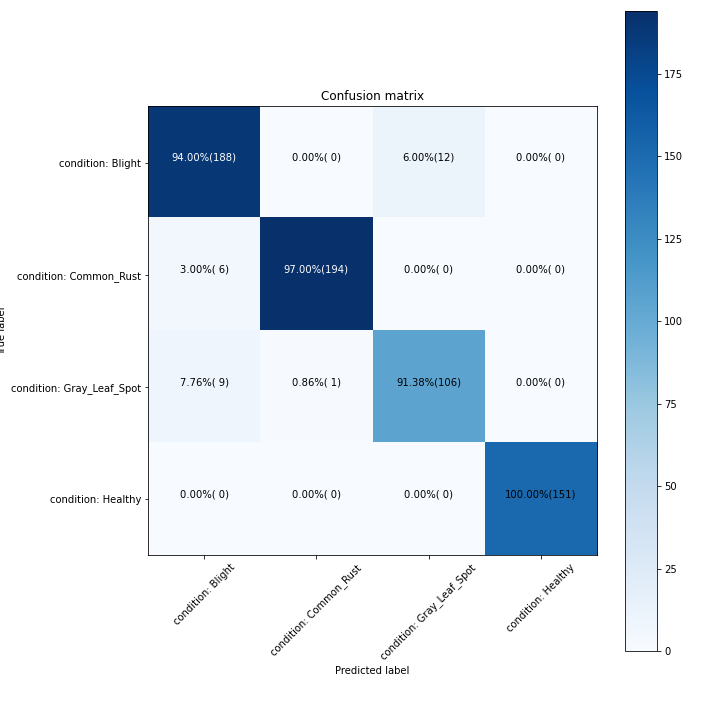 Confusion matrix
condition: Blight
94.00%(188)
0.00%( 0)
6.00%(12)
0.00%( 0)
condition: Common_Rust
3.00%( 6)
97.00%(194)
0.00%( 0)
0.00%( 0)
condition: Gray_Leaf_Spot
7.76%( 9)
0.86%( 1)
91.38%(106)
0.00%( 0)
condition: Healthy
0.00%( 0)
0.00%( 0)
0.00%( 0)
100.00%(151)
condition: Blight
condition: Common_Rust
condition: Gray_Leaf_Spot
condition: Healthy
Predicted label
True label
175
150
125
100
75
50
25
0